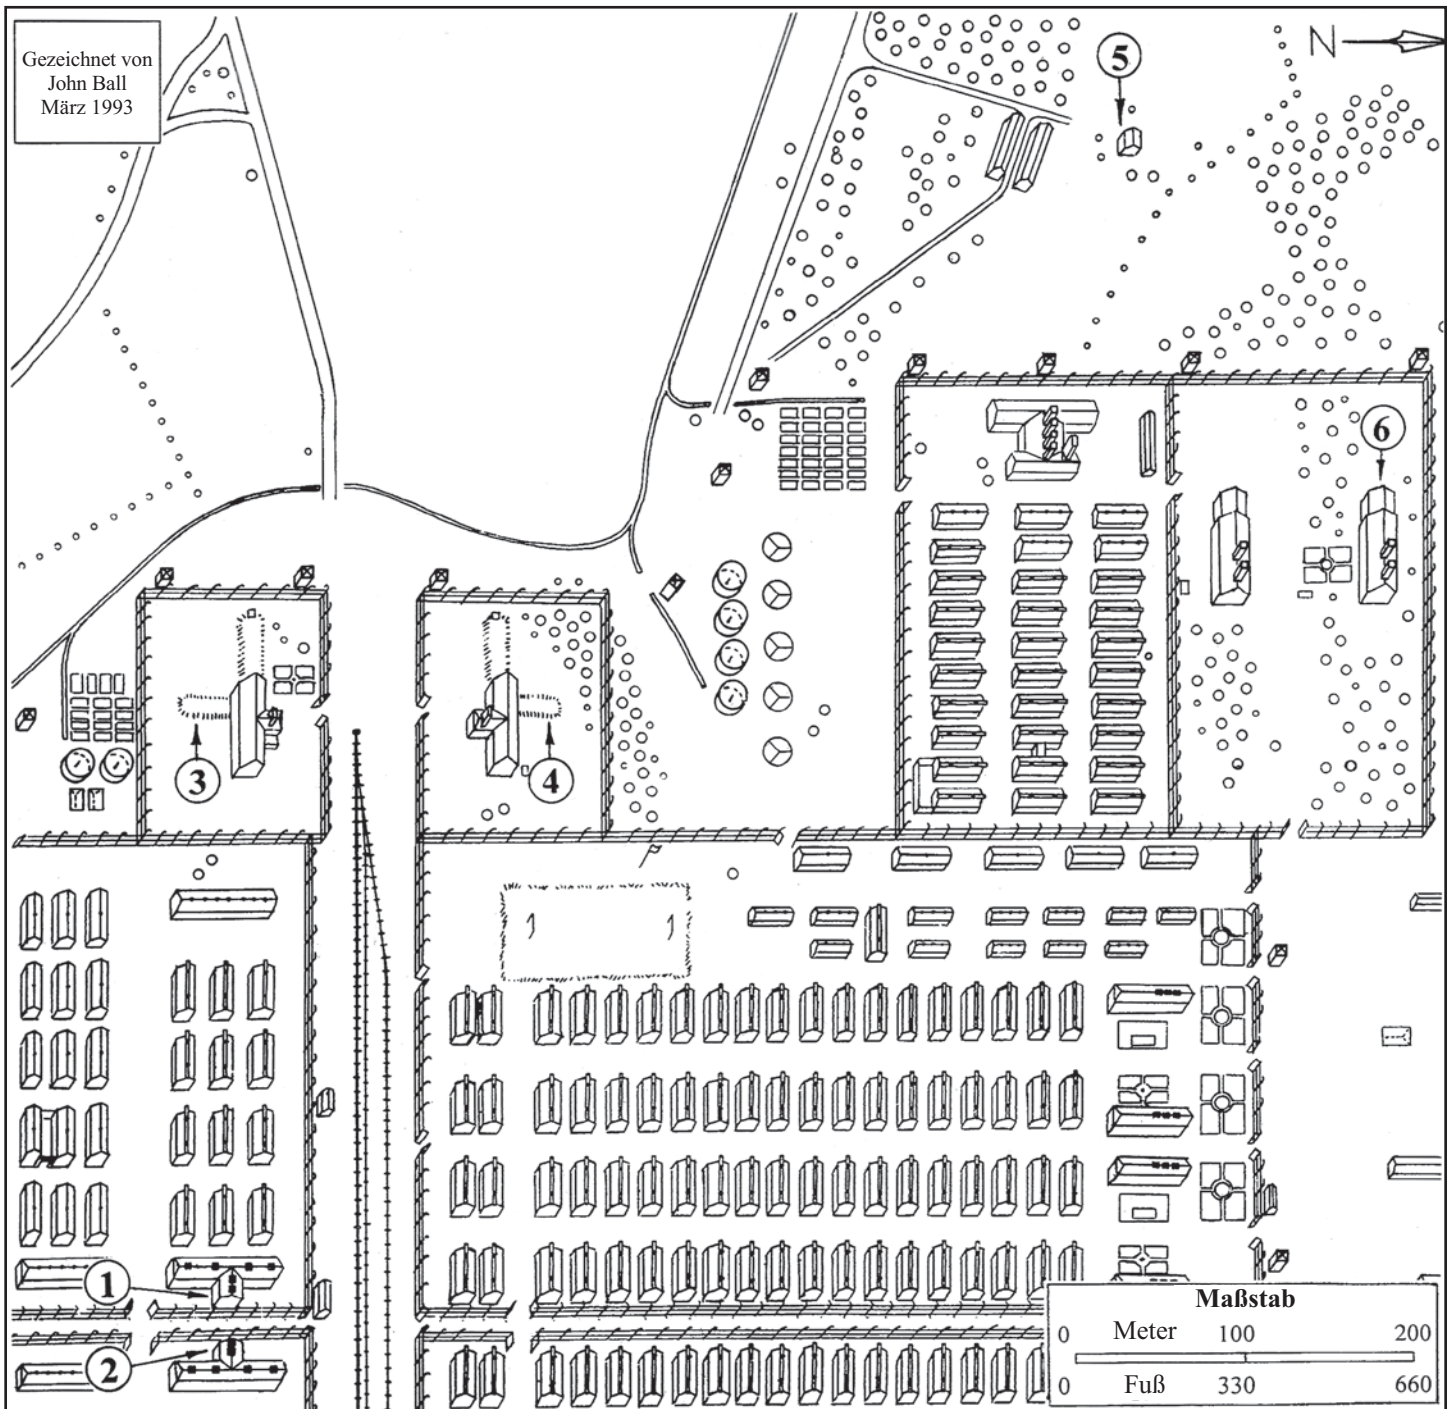 Gezeichnet von
John Ball
März 1993
N
5
6
3
4
1
2
Maßstab
0 Meter 100 200
0 Fuß 330 660